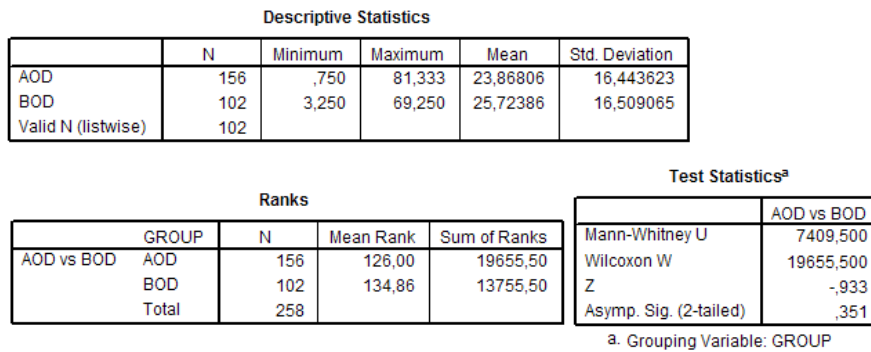 Descriptive Statistics
N Minimum Maximum Mean Std. Deviation
AOD 156 ,750 81,333 23,86806 16,443623
BOD 102 3,250 69,250 25,72386 16,509065
Valid N (listwise) 102
Ranks
GROUP N Mean Rank Sum of Ranks
AOD vs BOD AOD 156 126,00 19655,50
BOD 102 134,86 13755,50
Total 258
Test Statisticsa
AOD vs BOD
Mann-Whitney U 7409,500
Wilcoxon W 19655,500
Z -,933
Asymp. Sig. (2-tailed) ,351
a. Grouping Variable: GROUP